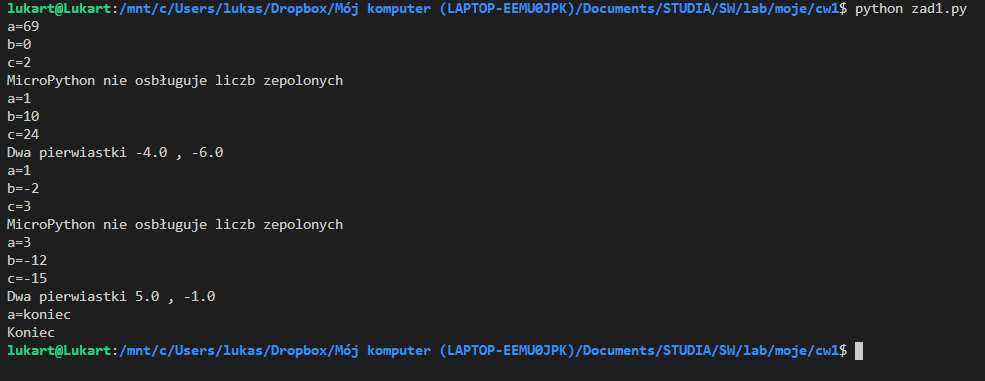 lukart@Lukart:/mnt/c/Users/lukas/Dropbox/Mój komputer (LAPTOP-EEMU0JPK)/Documents/STUDIA/SW/lab/moje/cw1$ python zad1.py
a=69
b=0
c=2
MicroPython nie osbługuje liczb zepolonych
a=1
b=10
c=24
Dwa pierwiastki -4.0 , -6.0
a=1
b=-2
c=3
MicroPython nie osbługuje liczb zepolonych
a=3
b=-12
c=-15
Dwa pierwiastki 5.0 , -1.0
a=koniec
Koniec
lukart@Lukart:/mnt/c/Users/lukas/Dropbox/Mój komputer (LAPTOP-EEMU0JPK)/Documents/STUDIA/SW/lab/moje/cw1$